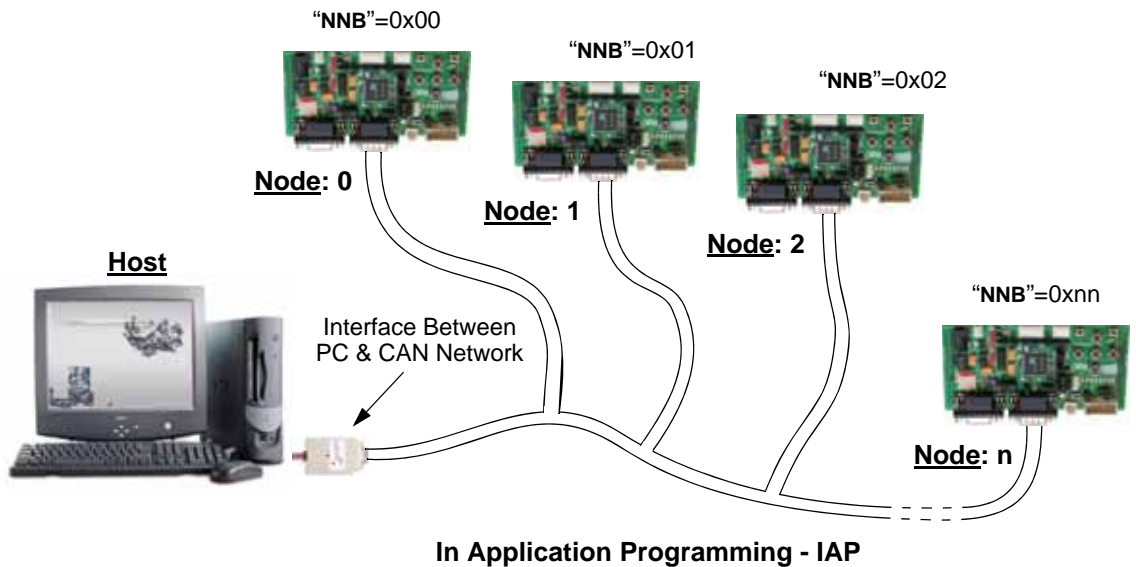 “NNB”=0x00
“NNB”=0x01
“NNB”=0x02
Node: 0
Node: 1
Node: 2
Host
“NNB”=0xnn
Interface Between
PC & CAN Network
Node: n
In Application Programming - IAP